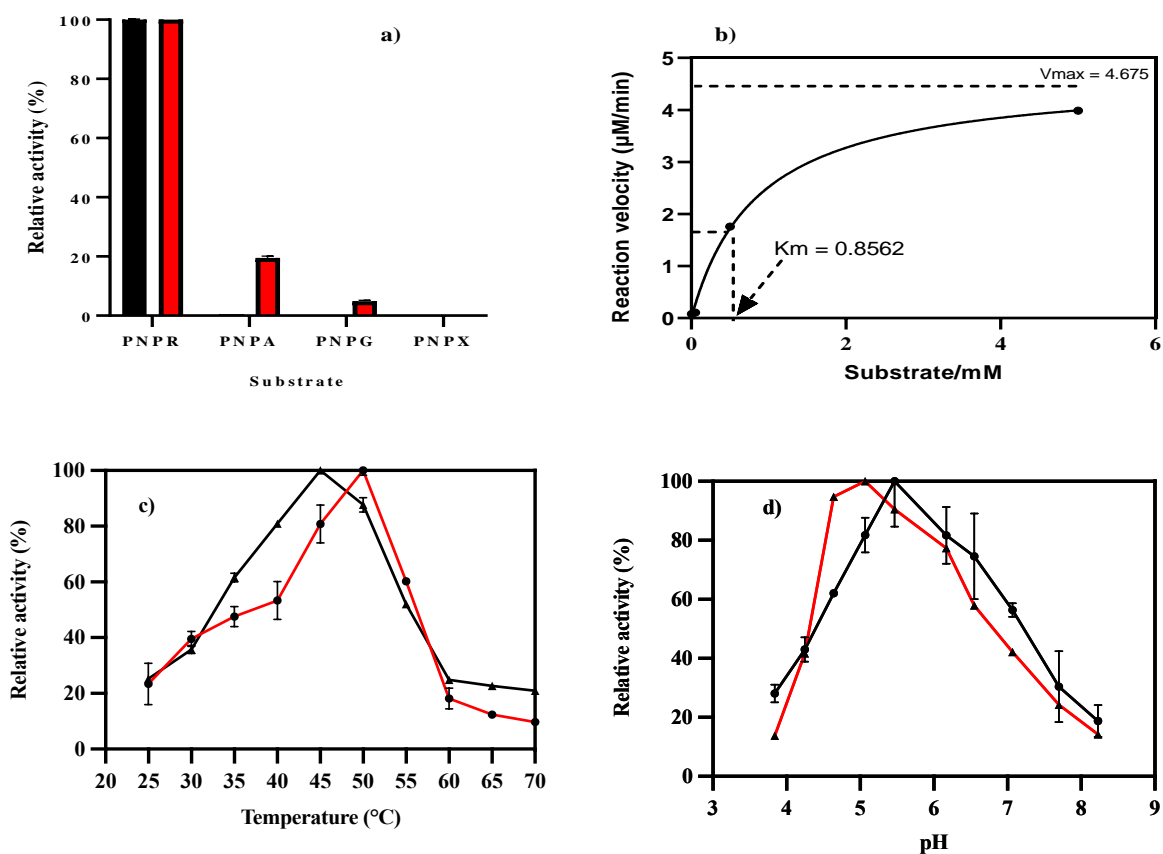 a)
Relative activity (%)
100
80
60
40
20
0
PNPR PNPA PNPG PNPX
Substrate
b)
Reaction velocity (µM/min)
5
4
3
2
1
0
Vmax = 4.675
Km = 0.8562
0 2 4 6
Substrate/mM
c)
Relative activity (%)
100
80
60
40
20
0
20 25 30 35 40 45 50 55 60 65 70
Temperature (°C)
d)
Relative activity (%)
100
80
60
40
20
0
3 4 5 6 7 8 9
pH